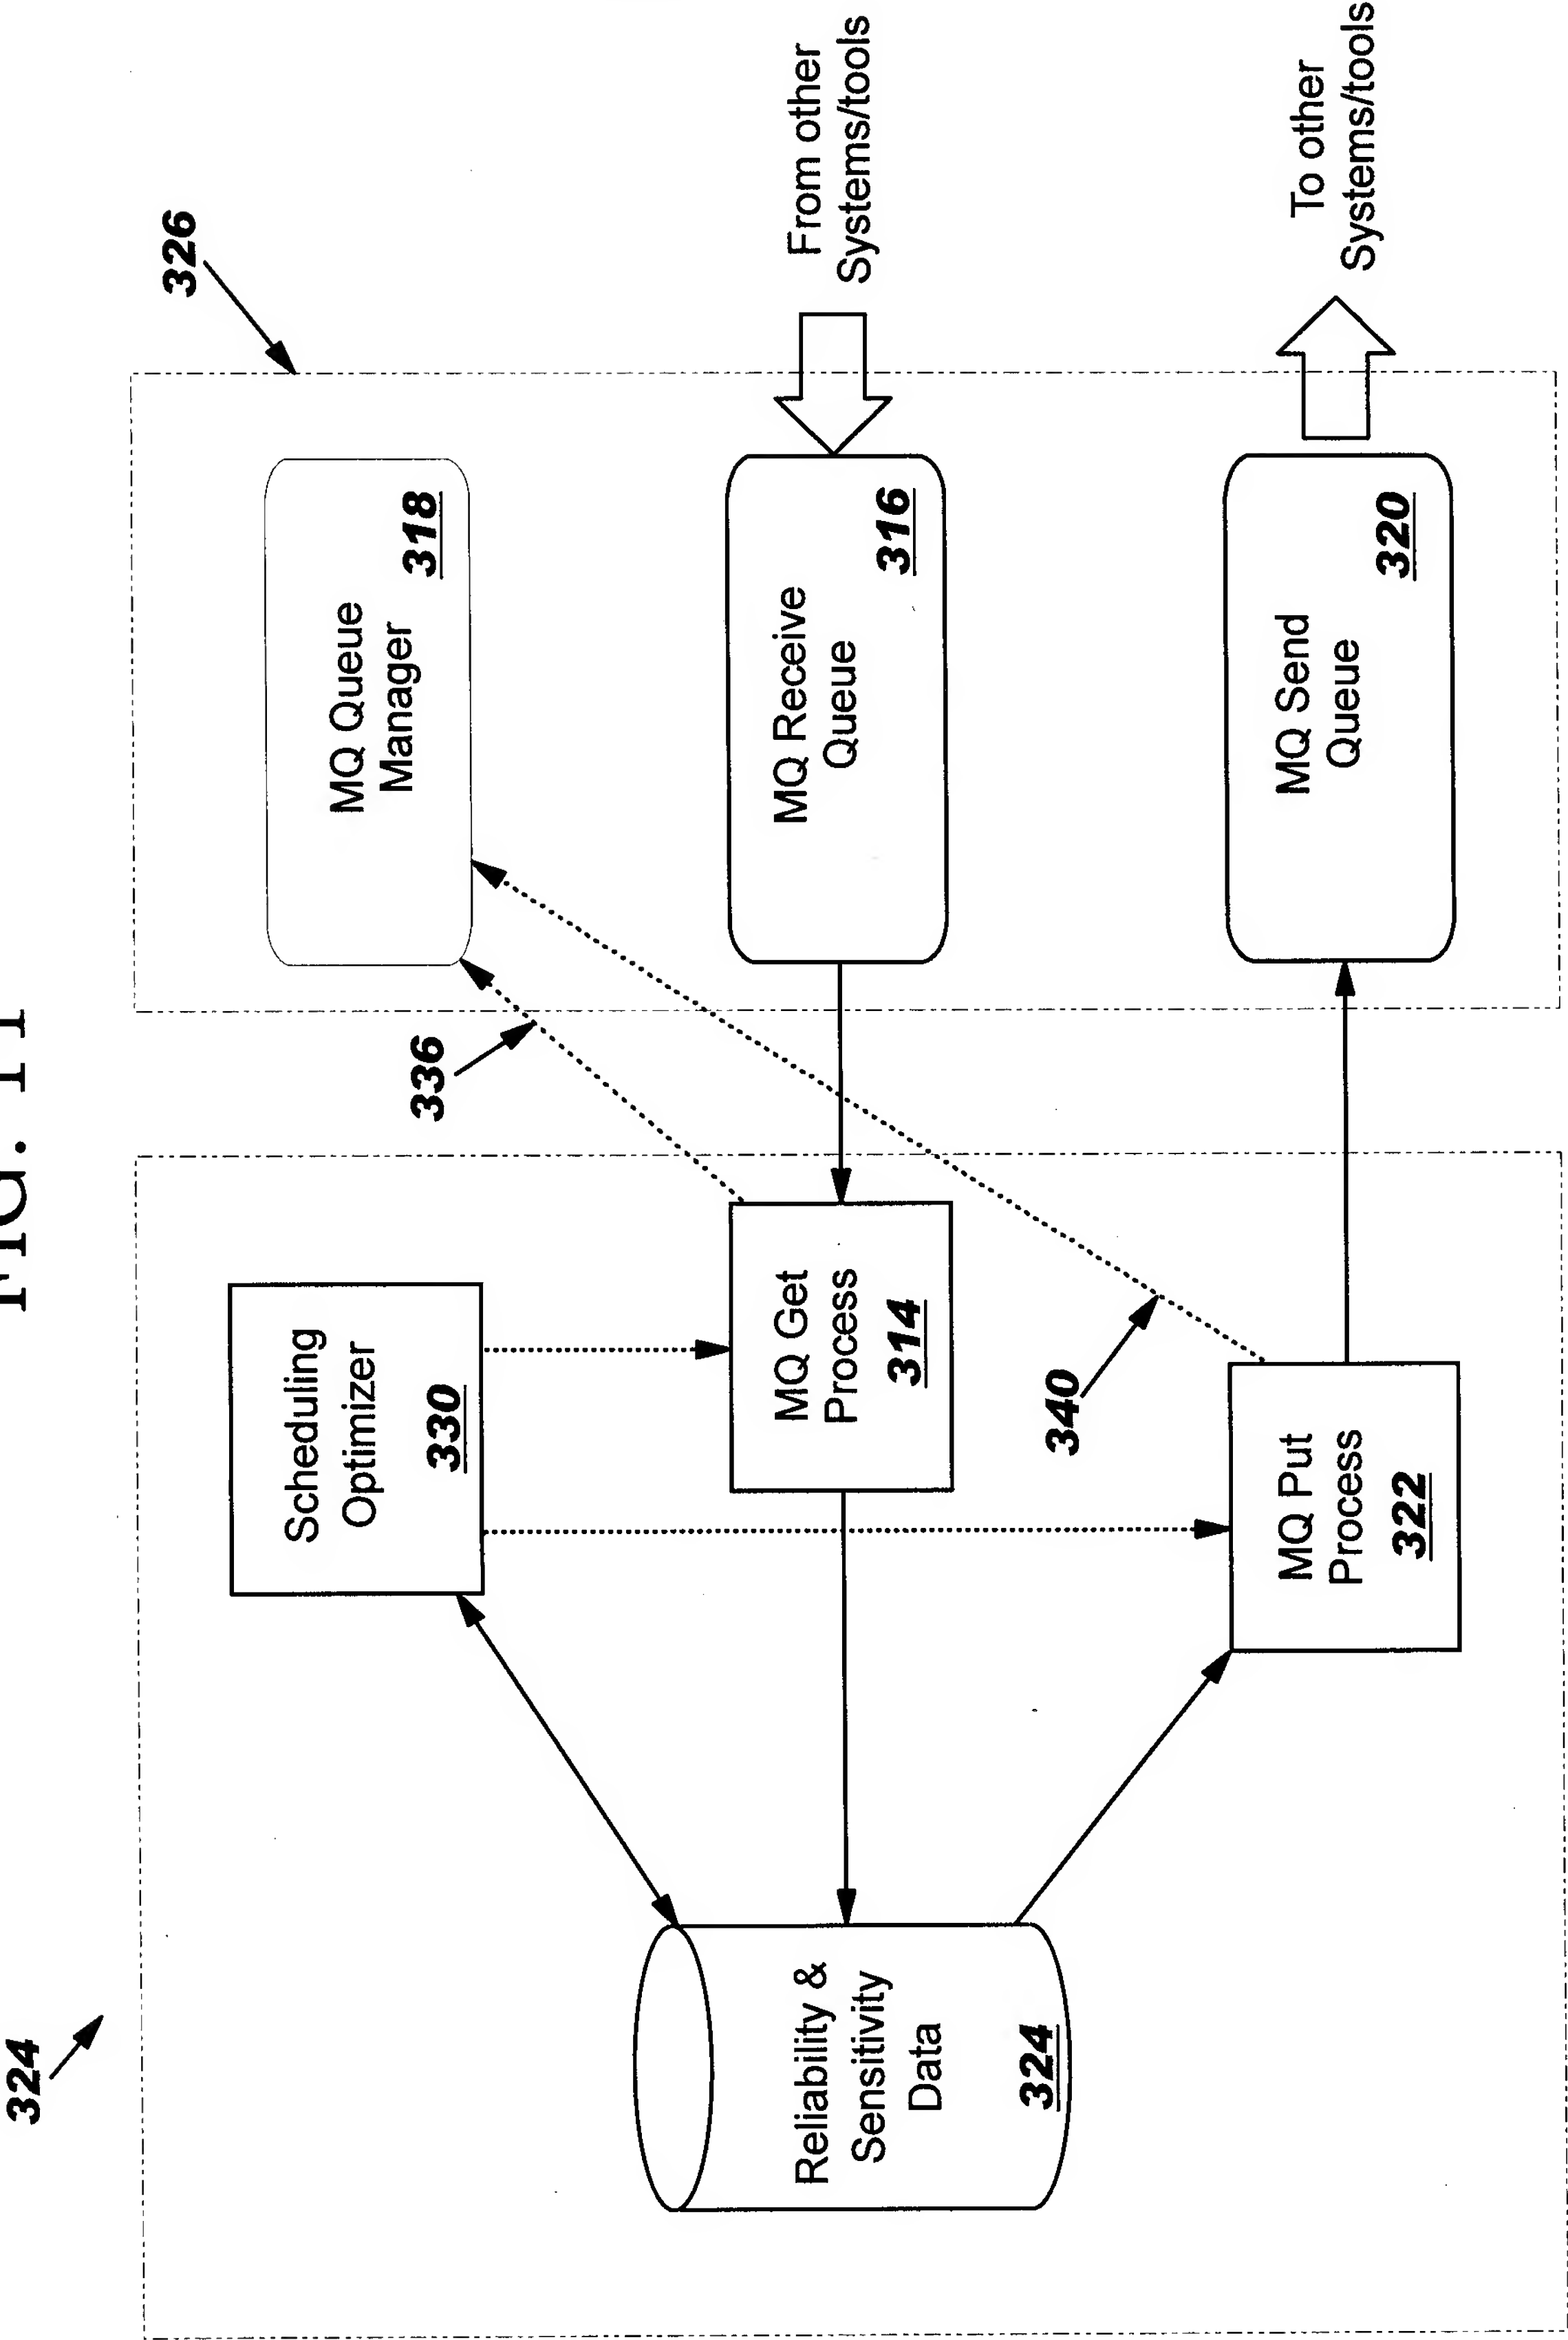 FIG. 11
324
326
Scheduling
Optimizer
330
MQ Queue
Manager
318
336
Reliability &
Sensitivity
Data
324
MQ Get
Process
314
MQ Receive
Queue
316
From other
Systems/tools
340
MQ Put
Process
322
MQ Send
Queue
320
To other
Systems/tools